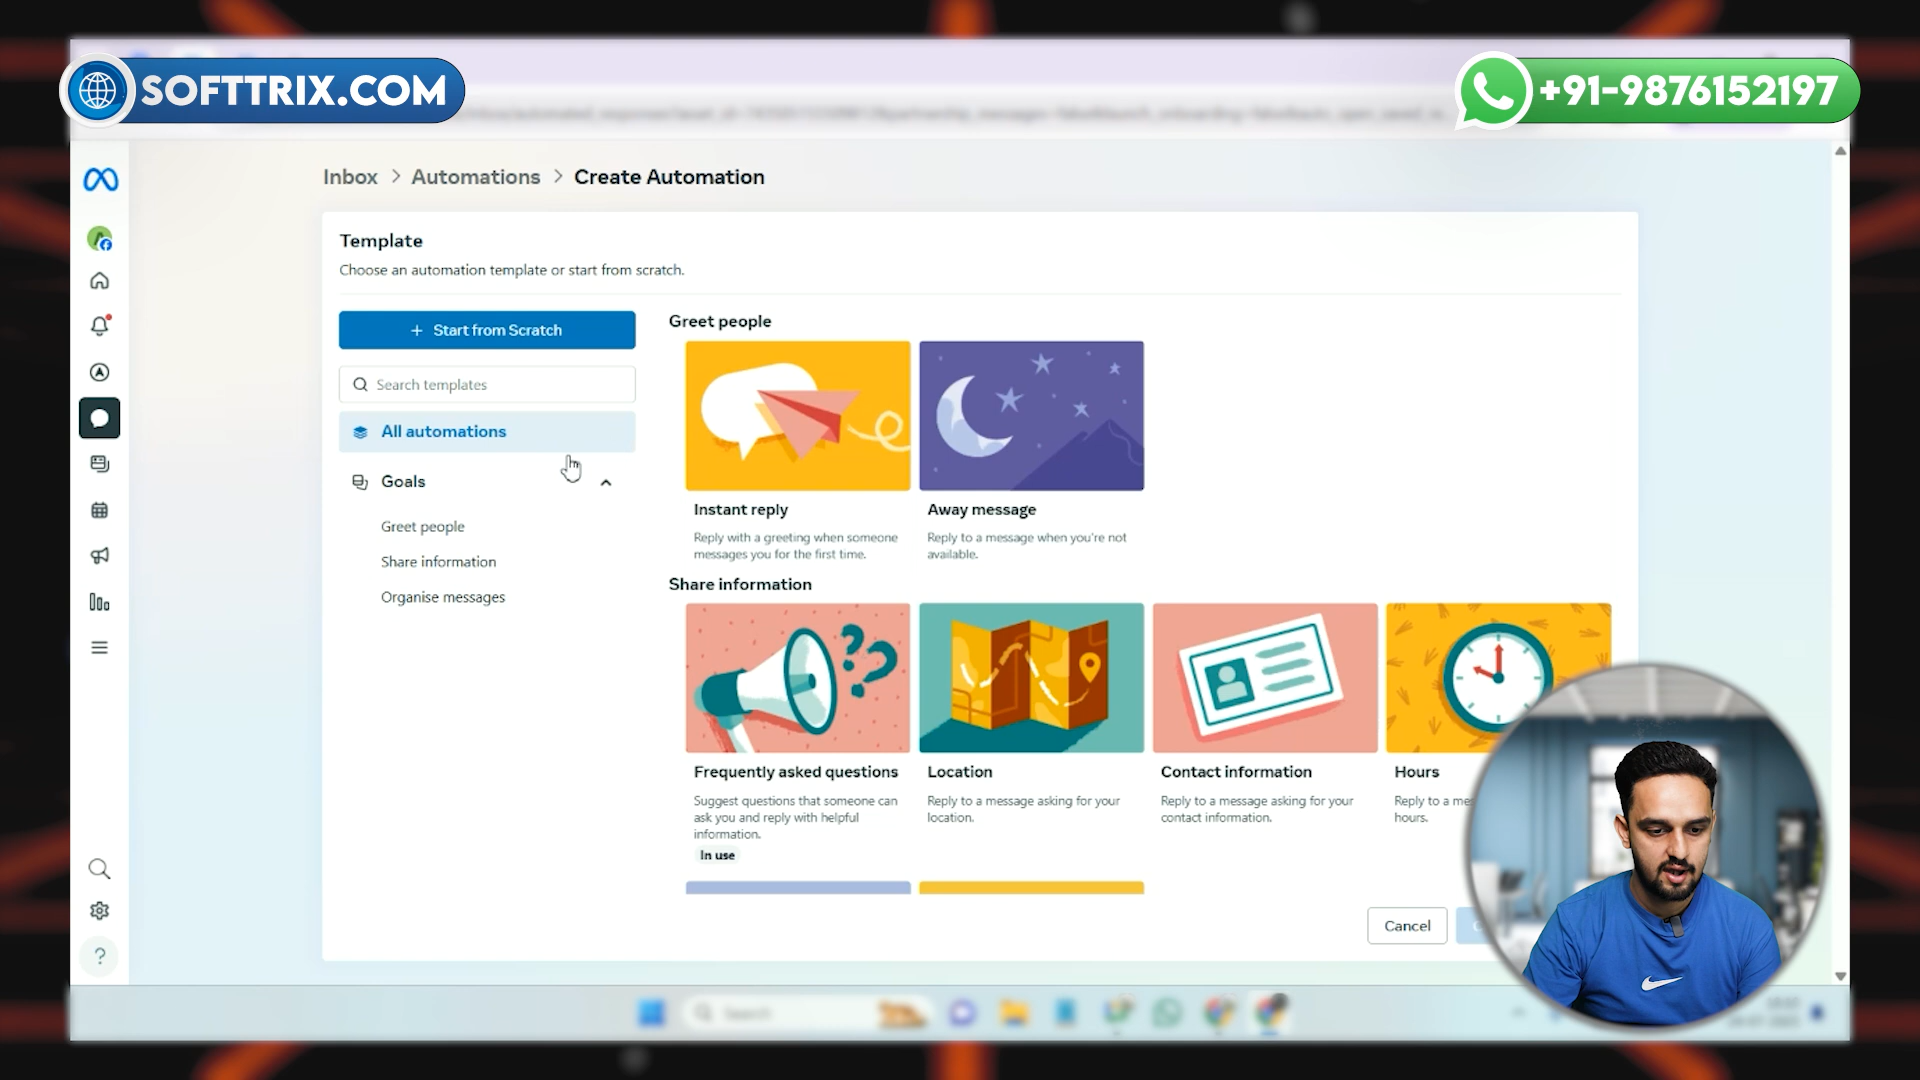 SOFTTRIX.COM
+91-9876152197
Inbox > Automations > Create Automation
Template
Choose an automation template or start from scratch.
+ Start from Scratch
Search templates
All automations
Goals
Greet people
Share information
Organise messages
Greet people
Instant reply
Reply with a greeting when someone
messages you for the first time.
Away message
Reply to a message when you're not
available.
Share information
Frequently asked questions
Suggest questions that someone can
ask you and reply with helpful
information.
In use
Location
Reply to a message asking for your
location.
Contact information
Reply to a message asking for your
contact information.
Hours
Reply to a me
hours.
Cancel
Search